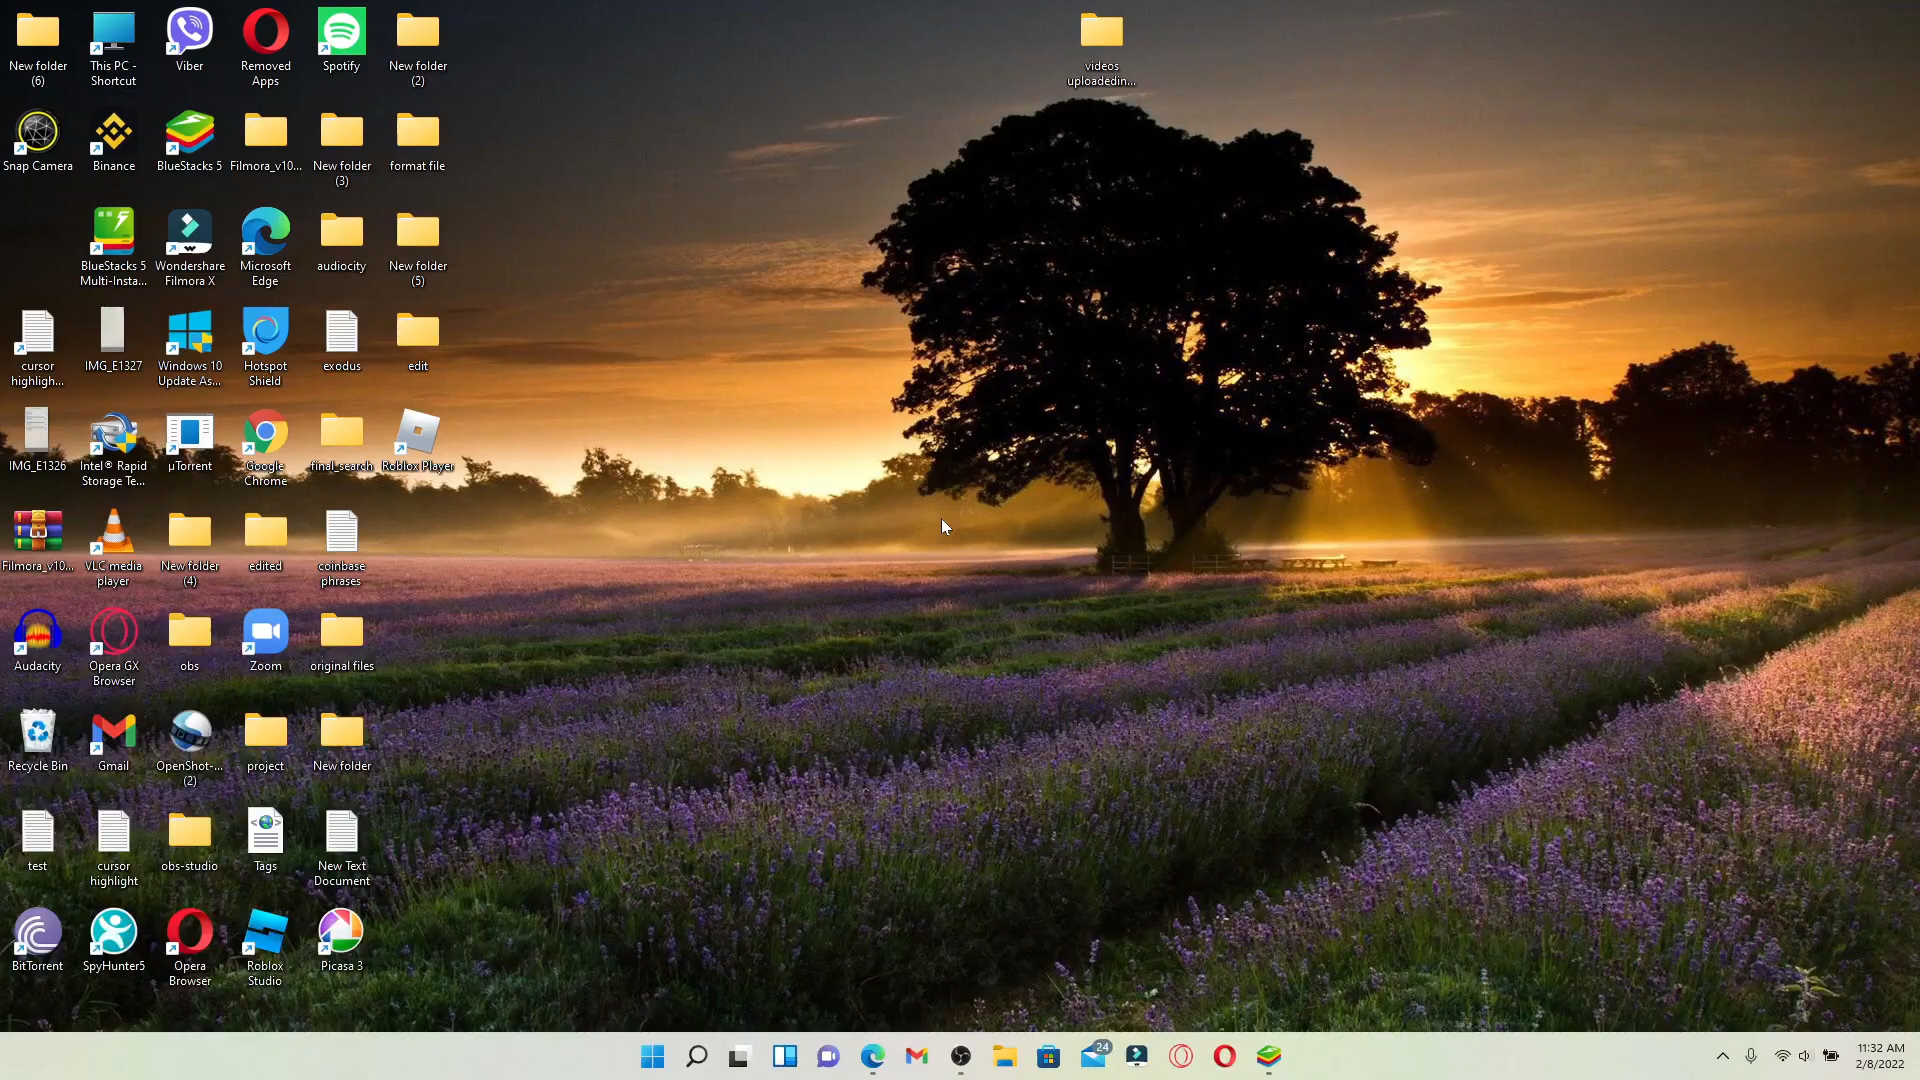 New folder
(6)
This PC -
Shortcut
Viber
Removed
Apps
Spotify
New folder
(2)
videos
uploadedin...
Snap Camera
Binance
BlueStacks 5
Filmora_v10...
New folder
(3)
format file
BlueStacks 5
Multi-Insta...
Wondershare
Filmora X
Microsoft
Edge
audiocity
New folder
(5)
cursor
highligh...
IMG_E1327
Windows 10
Update As...
Hotspot
Shield
exodus
edit
IMG_E1326
Intel® Rapid
Storage Te...
µTorrent
Google
Chrome
final_search
Roblox Player
Filmora_v10...
VLC media
player
New folder
(4)
edited
coinbase
phrases
Audacity
Opera GX
Browser
obs
Zoom
original files
Recycle Bin
Gmail
OpenShot-...
(2)
project
New folder
test
cursor
highlight
obs-studio
Tags
New Text
Document
BitTorrent
SpyHunter5
Opera
Browser
Roblox
Studio
Picasa 3
24
11:32 AM
2/8/2022